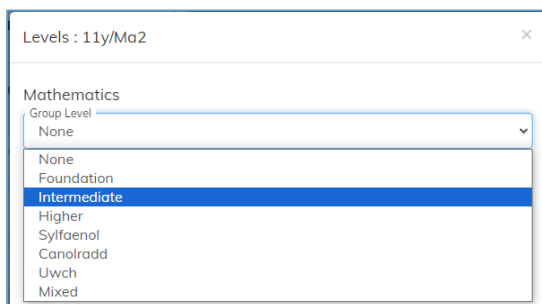 Levels : 11y/Ma2 ×
Mathematics
Group Level
None
None
Foundation
Intermediate
Higher
Sylfaenol
Canolradd
Uwch
Mixed